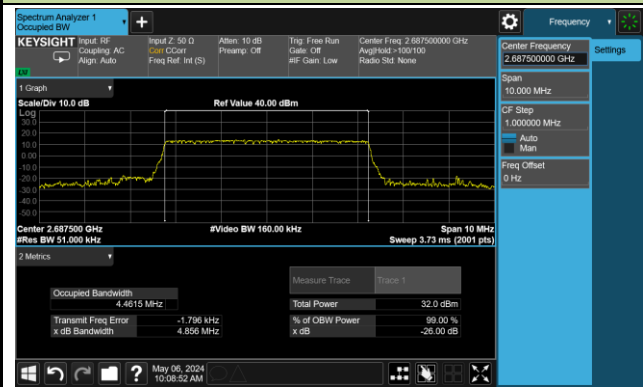 Spectrum Analyzer 1
Occupied BW
+
Frequency
KEYSIGHT
Input: RF
Coupling: AC
Align: Auto
Input Z: 50 Ω
Corr CCorr
Freq Ref: Int (S)
Atten: 10 dB
Preamp: Off
Trig: Free Run
Gate: Off
#IF Gain: Low
Center Freq: 2.687500000 GHz
Avg|Hold:>100/100
Radio Std: None
LW
Center Frequency
2.687500000 GHz
Settings
Span
10.000 MHz
CF Step
1.000000 MHz
Auto
Man
Freq Offset
0 Hz
1 Graph
Scale/Div 10.0 dB
Ref Value 40.00 dBm
Log
30.0
20.0
10.0
0.00
-10.0
-20.0
-30.0
-40.0
-50.0
Center 2.687500 GHz
#Video BW 160.00 kHz
Span 10 MHz
#Res BW 51.000 kHz
Sweep 3.73 ms (2001 pts)
2 Metrics
Measure Trace
Trace 1
Occupied Bandwidth
4.4615 MHz
Total Power
32.0 dBm
Transmit Freq Error
-1.796 kHz
% of OBW Power
99.00 %
x dB Bandwidth
4.856 MHz
x dB
-26.00 dB
?
May 06, 2024
10:08:52 AM